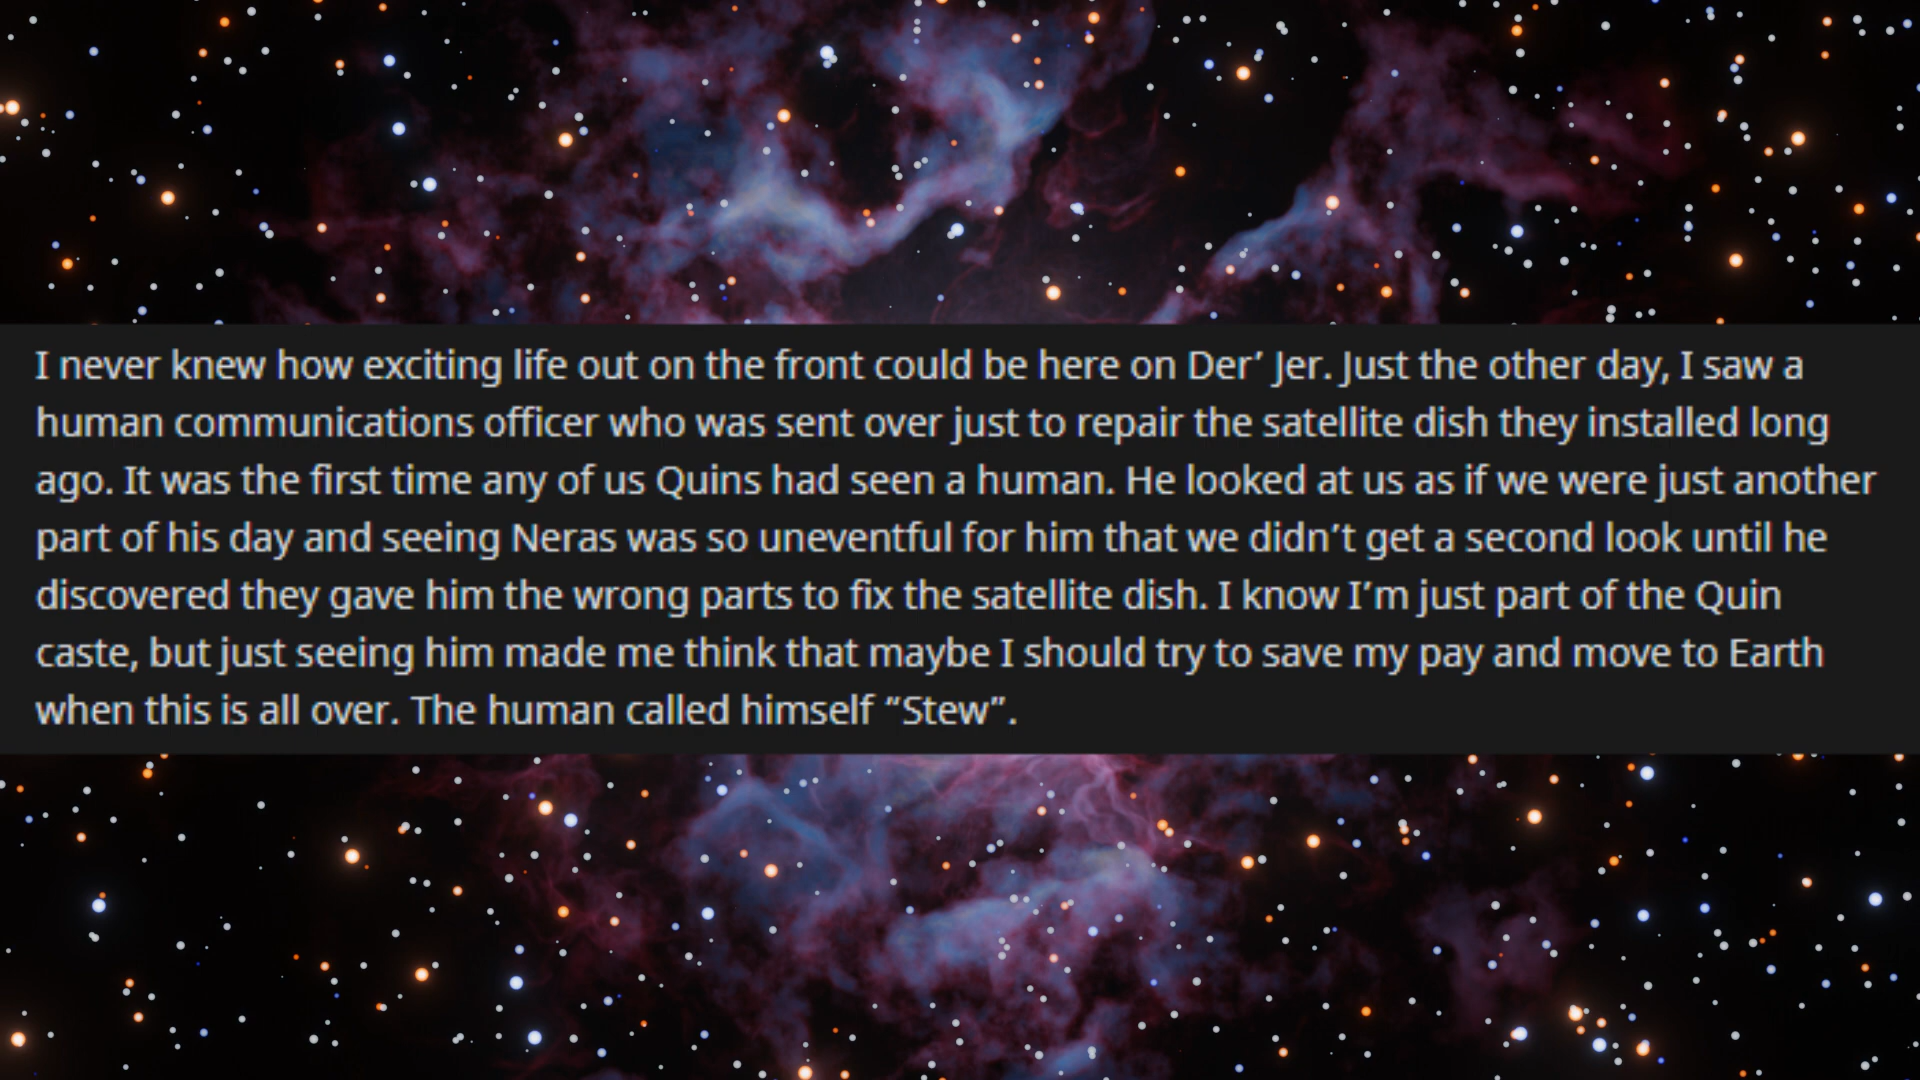 I never knew how exciting life out on the front could be here on Der’ Jer. Just the other day, I saw a
human communications officer who was sent over just to repair the satellite dish they installed long
ago. It was the first time any of us Quins had seen a human. He looked at us as if we were just another
part of his day and seeing Neras was so uneventful for him that we didn’t get a second look until he
discovered they gave him the wrong parts to fix the satellite dish. I know I’m just part of the Quin
caste, but just seeing him made me think that maybe I should try to save my pay and move to Earth
when this is all over. The human called himself “Stew”.